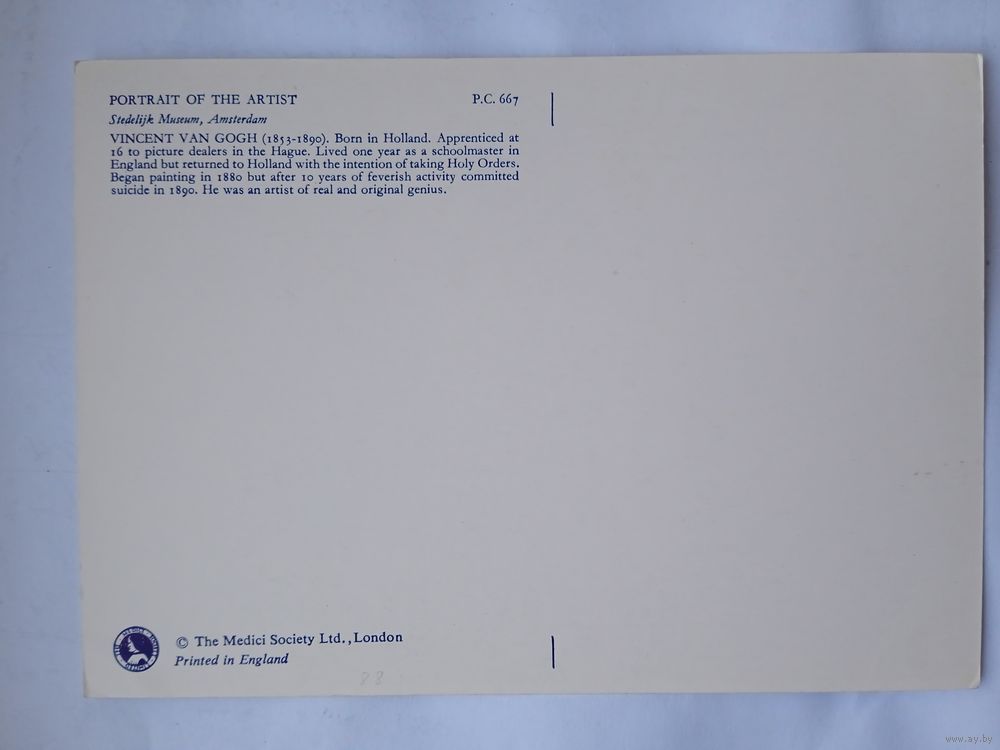 PORTRAIT OF THE ARTIST P.C. 667
Stedelijk Museum, Amsterdam
VINCENT VAN GOGH (1853-1890). Born in Holland. Apprenticed at
16 to picture dealers in the Hague. Lived one year as a schoolmaster in
England but returned to Holland with the intention of taking Holy Orders.
Began painting in 1880 but after 10 years of feverish activity committed
suicide in 1890. He was an artist of real and original genius.
© The Medici Society Ltd., London
Printed in England
www.ay.by